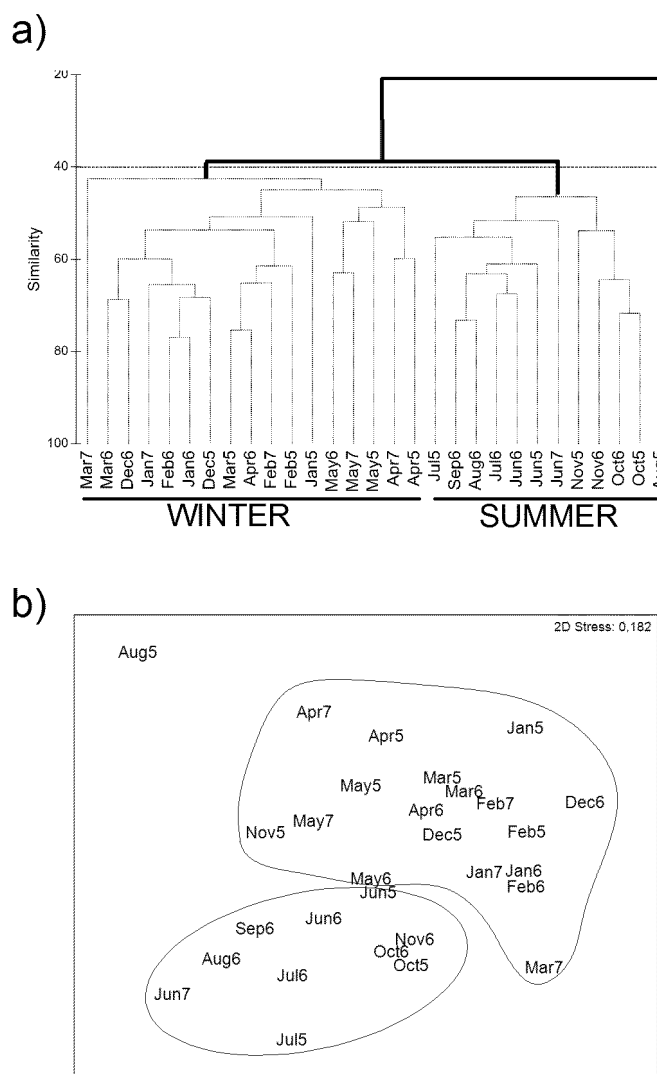 a)
20
40
60
80
100
Similarity
Mar7
Mar6
Dec6
Jan7
Feb6
Jan6
Dec5
Mar5
Apr6
Feb7
Feb5
Jan5
May6
May7
May5
Apr7
Apr5
Jul5
Sep6
Aug6
Jul6
Jun6
Jun5
Jun7
Nov5
Nov6
Oct6
Oct5
Aug5
WINTER SUMMER
b)
2D Stress: 0,182
Aug5
Apr7
Apr5
Jan5
May5
Mar5
Mar6
Apr6
Feb7
Dec6
May7
Nov5
Dec5
Feb5
Jan7
Jan6
May6
Feb6
Jun5
Jun6
Sep6
Nov6
Oct6
Aug6
Oct5
Mar7
Jul6
Jun7
Jul5